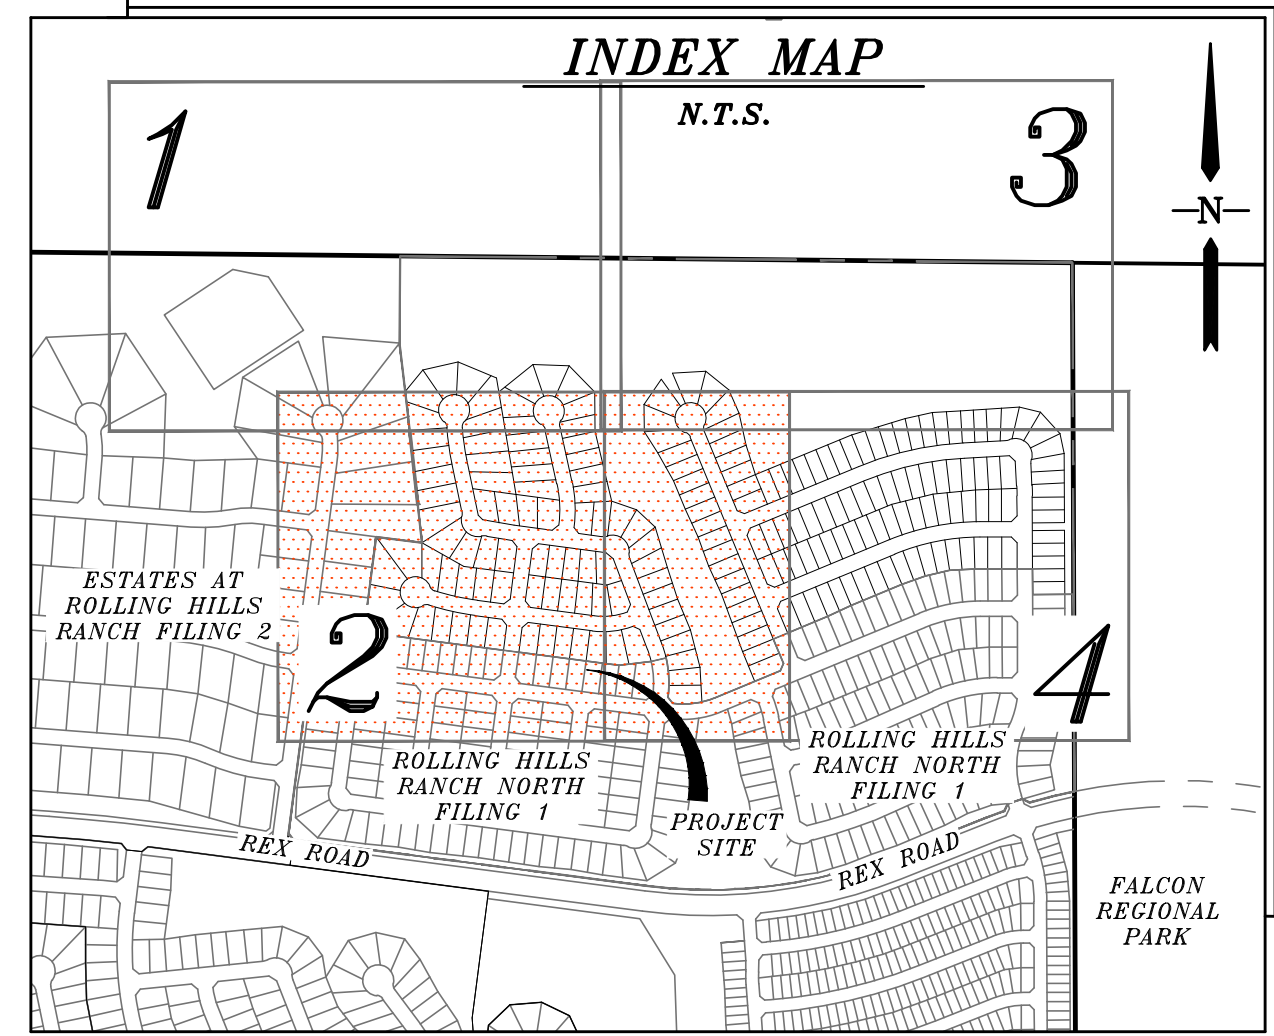 INDEX MAP
N.T.S.
1
3
N
ESTATES AT
ROLLING HILLS
RANCH FILING 2
2
4
ROLLING HILLS
RANCH NORTH
FILING 1
ROLLING HILLS
RANCH NORTH
FILING 1
PROJECT
SITE
REX ROAD
REX ROAD
FALCON
REGIONAL
PARK